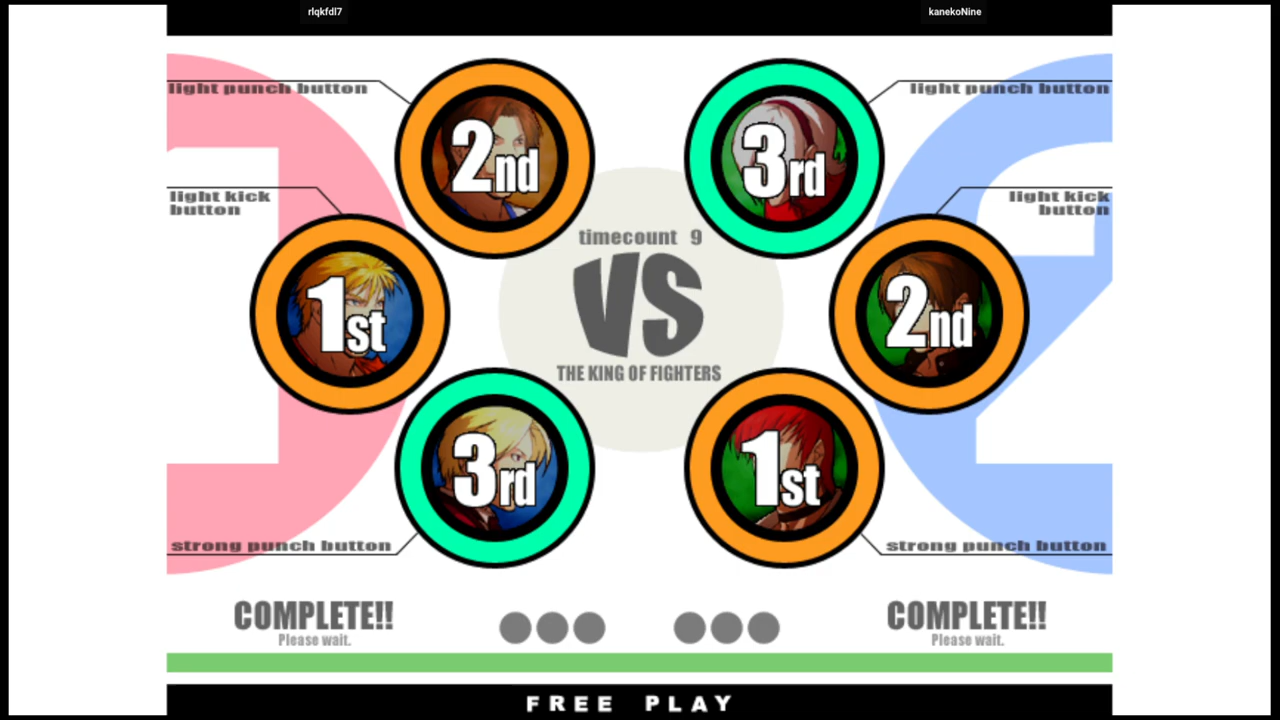 rlqkfdl7
kanekoNine
light punch button
light punch button
2nd
3rd
light kick
button
light kick
button
timecount 9
VS
THE KING OF FIGHTERS
1st
2nd
3rd
1st
strong punch button
strong punch button
COMPLETE!!
Please wait.
COMPLETE!!
Please wait.
FREE PLAY